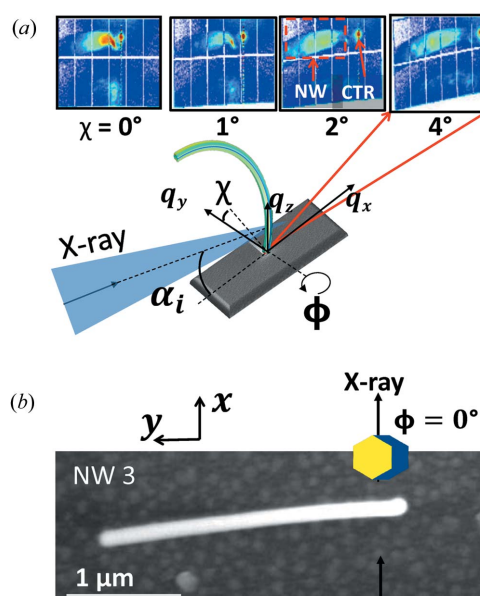 (a)
NW CTR
χ = 0° 1° 2° 4°
χ
q_y q_z q_x
X-ray
α_i
Φ
(b)
X-ray
x
y
Φ = 0°
NW 3
1 μm